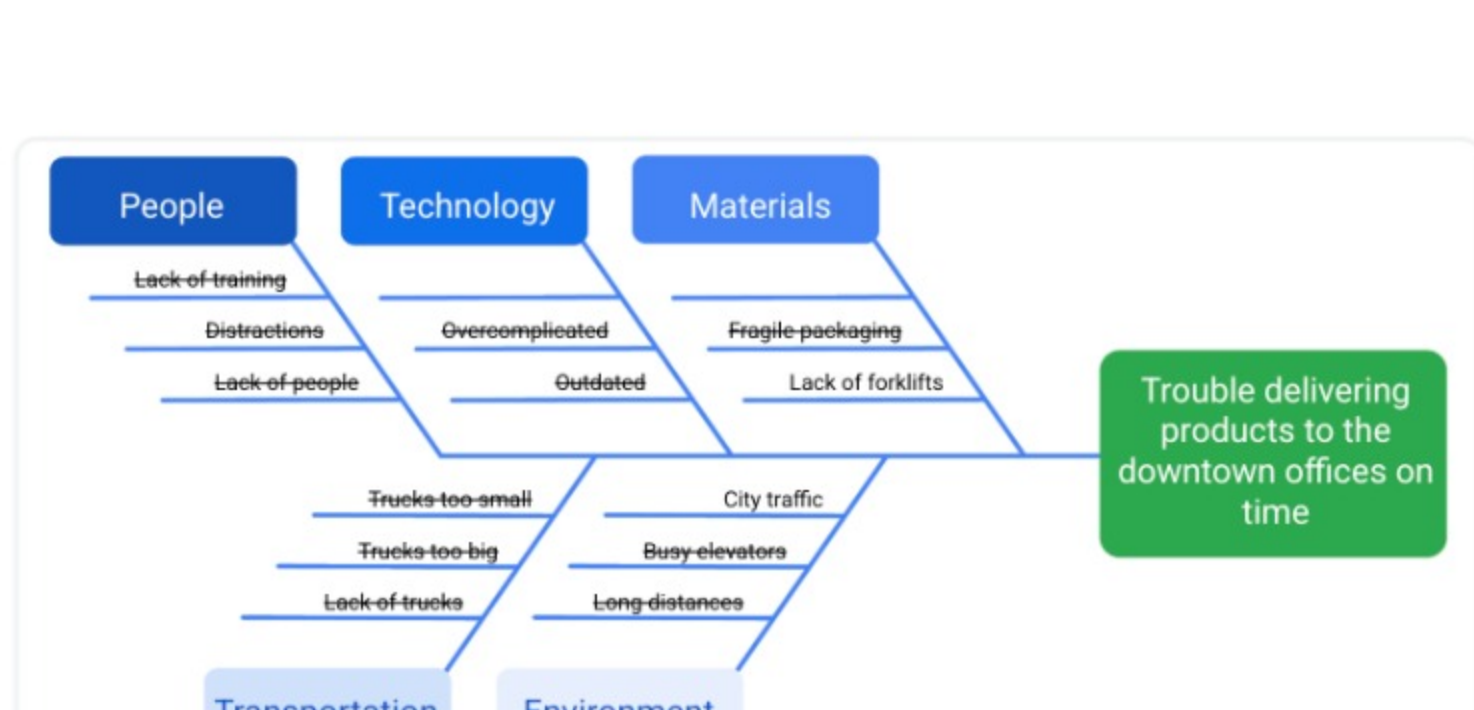 People
Technology
Materials
Lack of training
Distractions
Overcomplicated
Fragile packaging
Lack of people
Outdated
Lack of forklifts
Trouble delivering
products to the
downtown offices on
time
Trucks too small
City traffic
Trucks too big
Busy elevators
Lack of trucks
Long distances
Transportation
Environment